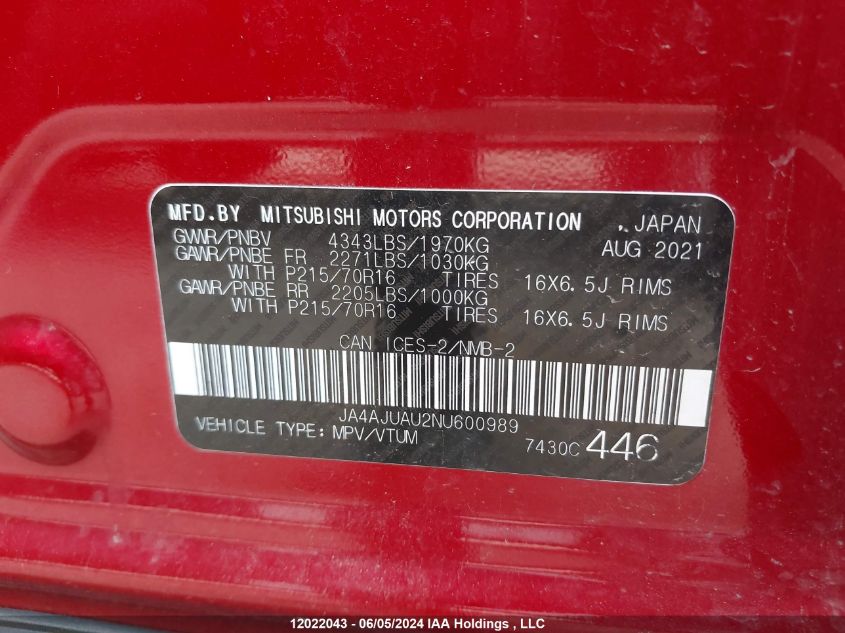 MFD.BY MITSUBISHI MOTORS CORPORATION , JAPAN
GVWR/PNBV 4343LBS/1970KG AUG 2021
GAWR/PNBE FR 2271LBS/1030KG
WITH P215/70R16 TIRES 16X6.5J RIMS
GAWR/PNBE RR 2205LBS/1000KG
WITH P215/70R16 TIRES 16X6.5J RIMS
CAN ICES-2/NMB-2
JA4AJUAU2NU600989
VEHICLE TYPE: MPV/VTUM 7430C 446
12022043 - 06/05/2024 IAA Holdings , LLC